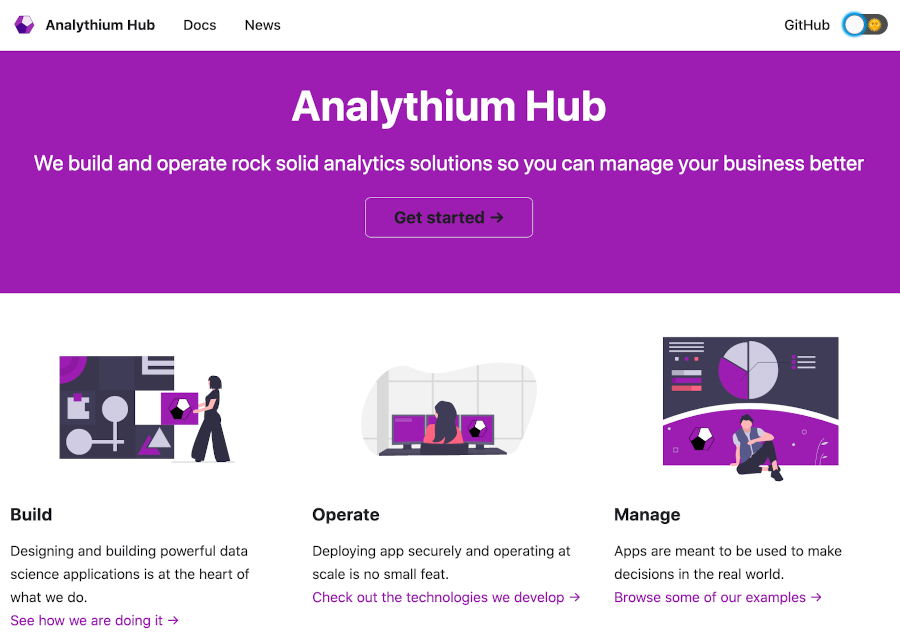 Analythium Hub Docs News GitHub
Analythium Hub
We build and operate rock solid analytics solutions so you can manage your business better
Get started →
Build
Designing and building powerful data
science applications is at the heart of
what we do.
See how we are doing it →
Operate
Deploying app securely and operating at
scale is no small feat.
Check out the technologies we develop →
Manage
Apps are meant to be used to make
decisions in the real world.
Browse some of our examples →